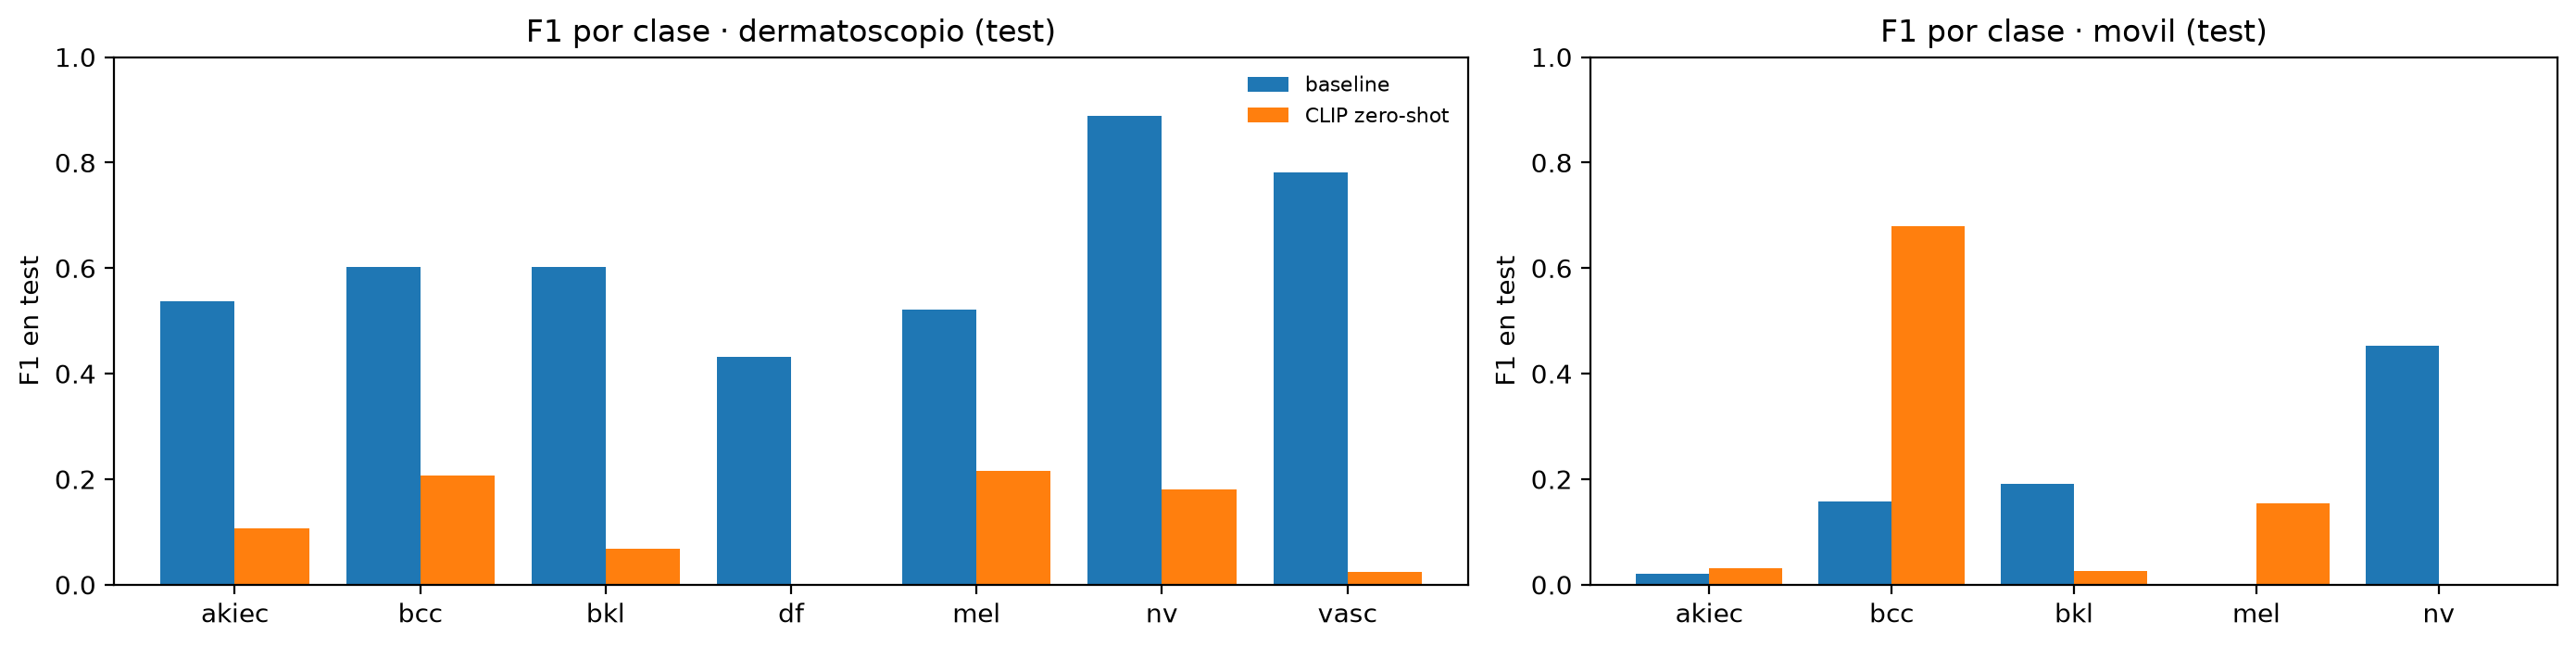 F1 por clase · dermatoscopio (test)
F1 en test
1.0
0.8
0.6
0.4
0.2
0.0
baseline
CLIP zero-shot
akiec bcc bkl df mel nv vasc
F1 por clase · movil (test)
F1 en test
1.0
0.8
0.6
0.4
0.2
0.0
akiec bcc bkl mel nv